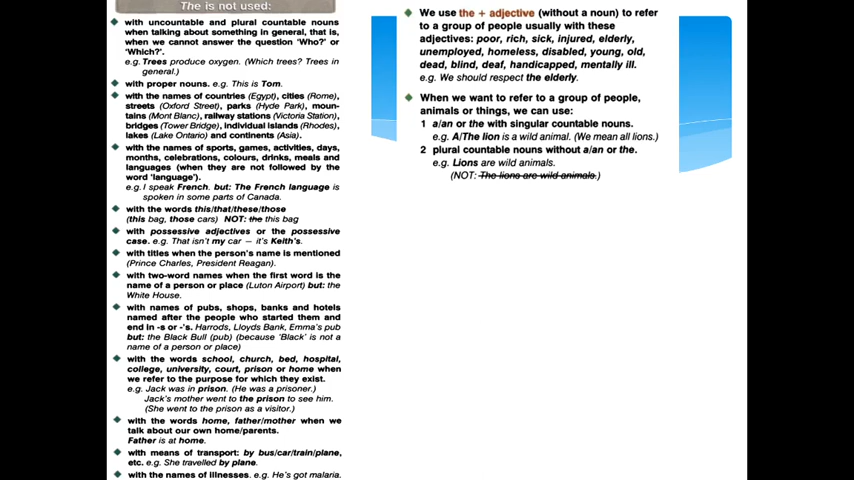 The is not used:
with uncountable and plural countable nouns
when talking about something in general, that is,
when we cannot answer the question 'Who?' or
'Which?'.
e.g. Trees produce oxygen. (Which trees? Trees in
general.)
with proper nouns. e.g. This is Tom.
with the names of countries (Egypt), cities (Rome),
streets (Oxford Street), parks (Hyde Park), moun-
tains (Mont Blanc), railway stations (Victoria Station),
bridges (Tower Bridge), individual islands (Rhodes),
lakes (Lake Ontario) and continents (Asia).
with the names of sports, games, activities, days,
months, celebrations, colours, drinks, meals and
languages (when they are not followed by the
word 'language').
e.g. I speak French. but: The French language is
spoken in some parts of Canada.
with the words this/that/these/those
(this bag, those cars) NOT: the this bag
with possessive adjectives or the possessive
case. e.g. That isn't my car – it's Keith's.
with titles when the person's name is mentioned
(Prince Charles, President Reagan).
with two-word names when the first word is the
name of a person or place (Luton Airport) but: the
White House.
with names of pubs, shops, banks and hotels
named after the people who started them and
end in -s or -'s. Harrods, Lloyds Bank, Emma's pub
but: the Black Bull (pub) (because 'Black' is not a
name of a person or place)
with the words school, church, bed, hospital,
college, university, court, prison or home when
we refer to the purpose for which they exist.
e.g. Jack was in prison. (He was a prisoner.)
Jack's mother went to the prison to see him.
(She went to the prison as a visitor.)
with the words home, father/mother when we
talk about our own home/parents.
Father is at home.
with means of transport: by bus/car/train/plane,
etc. e.g. She travelled by plane.
with the names of illnesses. e.g. He's got malaria.
We use the + adjective (without a noun) to refer
to a group of people usually with these
adjectives: poor, rich, sick, injured, elderly,
unemployed, homeless, disabled, young, old,
dead, blind, deaf, handicapped, mentally ill.
e.g. We should respect the elderly.
When we want to refer to a group of people,
animals or things, we can use:
1 a/an or the with singular countable nouns.
e.g. A/The lion is a wild animal. (We mean all lions.)
2 plural countable nouns without a/an or the.
e.g. Lions are wild animals.
(NOT: The lions are wild animals.)